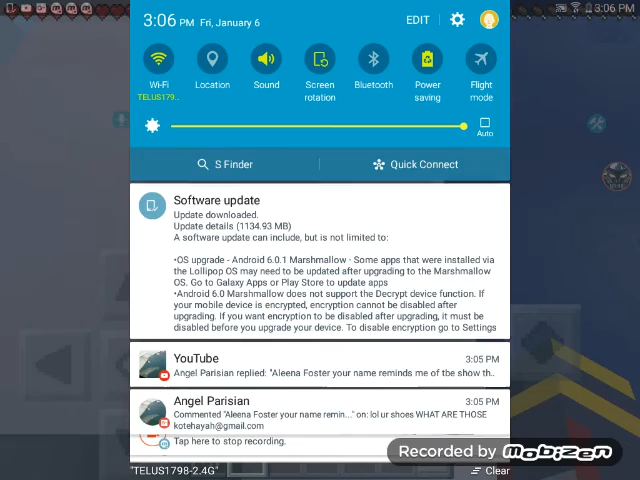 3:06 PM Fri, January 6
EDIT
3:06 PM
Wi-Fi
TELUS179..
Location
Sound
Screen rotation
Bluetooth
Power saving
Flight mode
Auto
S Finder
Quick Connect
Software update
Update downloaded.
Update details (1134.93 MB)
A software update can include, but is not limited to:
•OS upgrade - Android 6.0.1 Marshmallow - Some apps that were installed via
the Lollipop OS may need to be updated after upgrading to the Marshmallow
OS. Go to Galaxy Apps or Play Store to update apps
•Android 6.0 Marshmallow does not support the Decrypt device function. If
your mobile device is encrypted, encryption cannot be disabled after
upgrading. If you want encryption to be disabled after upgrading, it must be
disabled before you upgrade your device. To disable encryption go to Settings
YouTube
3:05 PM
Angel Parisian replied: "Aleena Foster your name reminds me of tbe show th..
Angel Parisian
3:05 PM
Commented "Aleena Foster your name remin..." on: lol ur shoes WHAT ARE THOSE
kotehayah@gmail.com
Tap here to stop recording.
Recorded by Mobizen
"TELUS1798-2.4G"
Clear